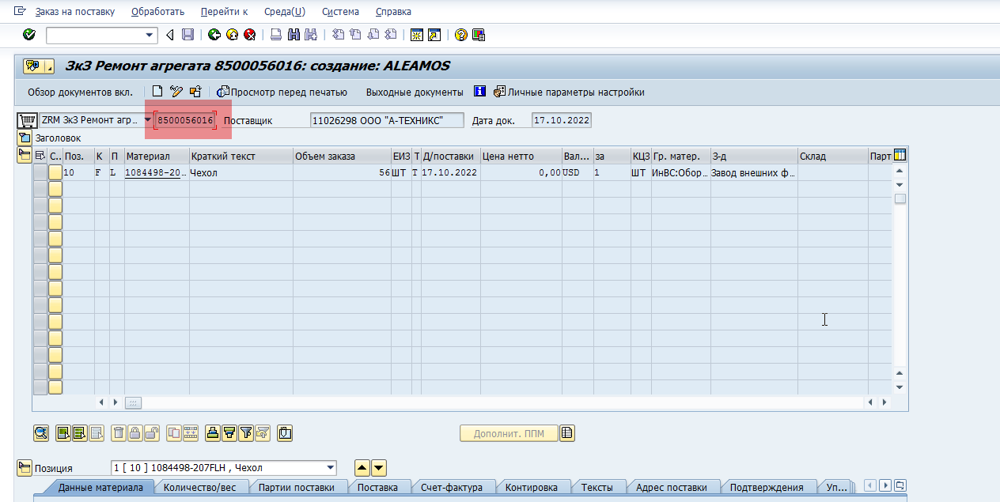 Заказ на поставку Обработать Перейти к Среда(U) Система Справка
ЗкЗ Ремонт агрегата 8500056016: создание: ALEAMOS
Обзор документов вкл. Просмотр перед печатью Выходные документы Личные параметры настройки
ZRM ЗкЗ Ремонт агр... 8500056016 Поставщик 11026298 ООО "А-ТЕХНИКС" Дата док. 17.10.2022
Заголовок
С.. Поз. К П Материал Краткий текст Объем заказа ЕИЗ Т Д/поставки Цена нетто Вал... за КЦЗ Гр. матер. З-д Склад Парт
10 F L 1084498-20... Чехол 56 ШТ T 17.10.2022 0,00 USD 1 ШТ ИнВС:Обор... Завод внешних ф...
Дополнит. ППМ
Позиция 1 [ 10 ] 1084498-207FLH , Чехол
Данные материала Количество/вес Партии поставки Поставка Счет-фактура Контировка Тексты Адрес поставки Подтверждения Уп...